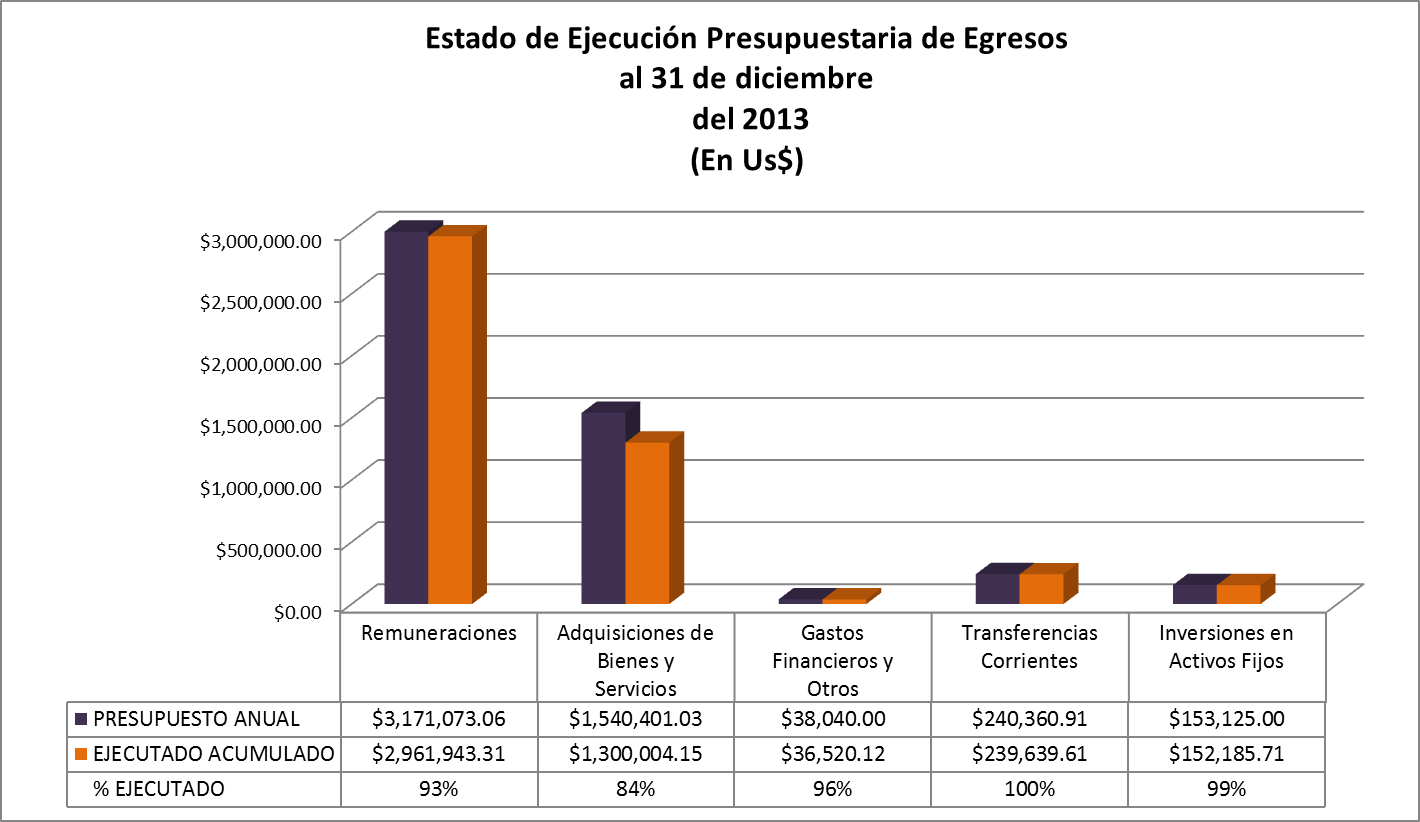 Estado de Ejecución Presupuestaria de Egresos
al 31 de diciembre
del 2013
(En Us$)
$3,000,000.00
$2,500,000.00
$2,000,000.00
$1,500,000.00
$1,000,000.00
$500,000.00
$0.00
Remuneraciones
Adquisiciones de
Bienes y
Servicios
Gastos
Financieros y
Otros
Transferencias
Corrientes
Inversiones en
Activos Fijos
PRESUPUESTO ANUAL $3,171,073.06 $1,540,401.03 $38,040.00 $240,360.91 $153,125.00
EJECUTADO ACUMULADO $2,961,943.31 $1,300,004.15 $36,520.12 $239,639.61 $152,185.71
% EJECUTADO 93% 84% 96% 100% 99%